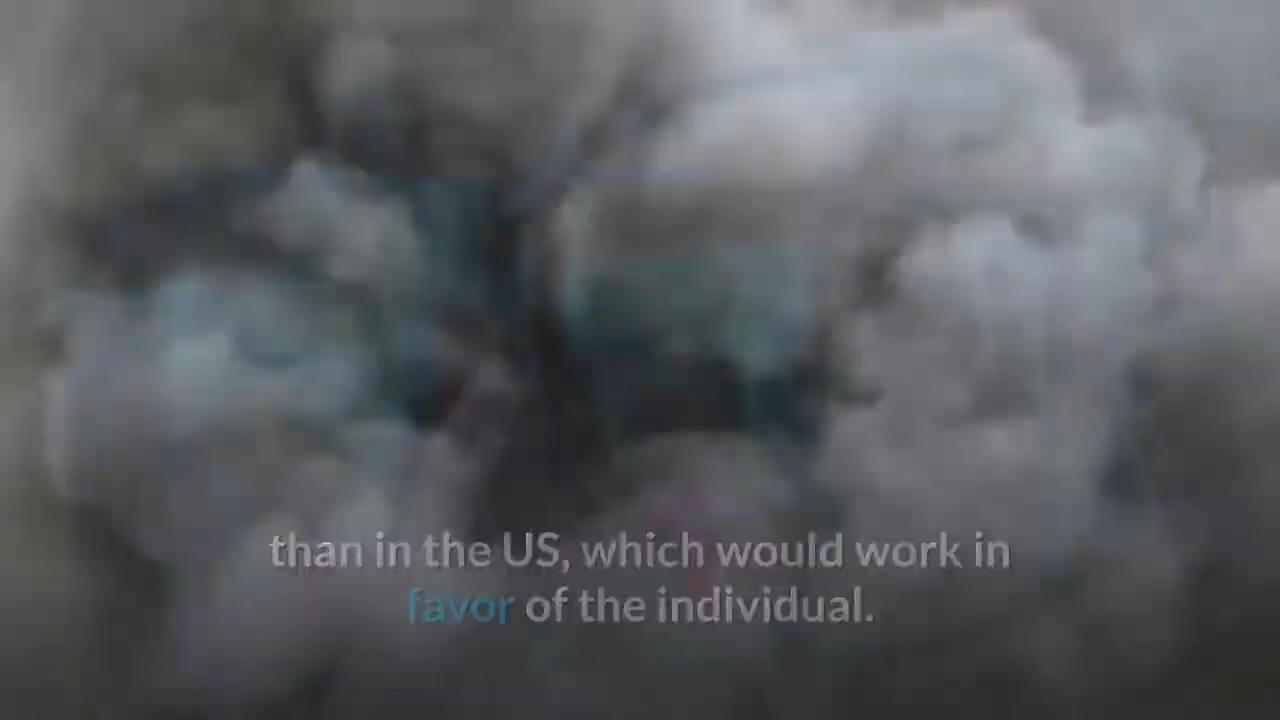 than in the US, which would work in
favor of the individual.